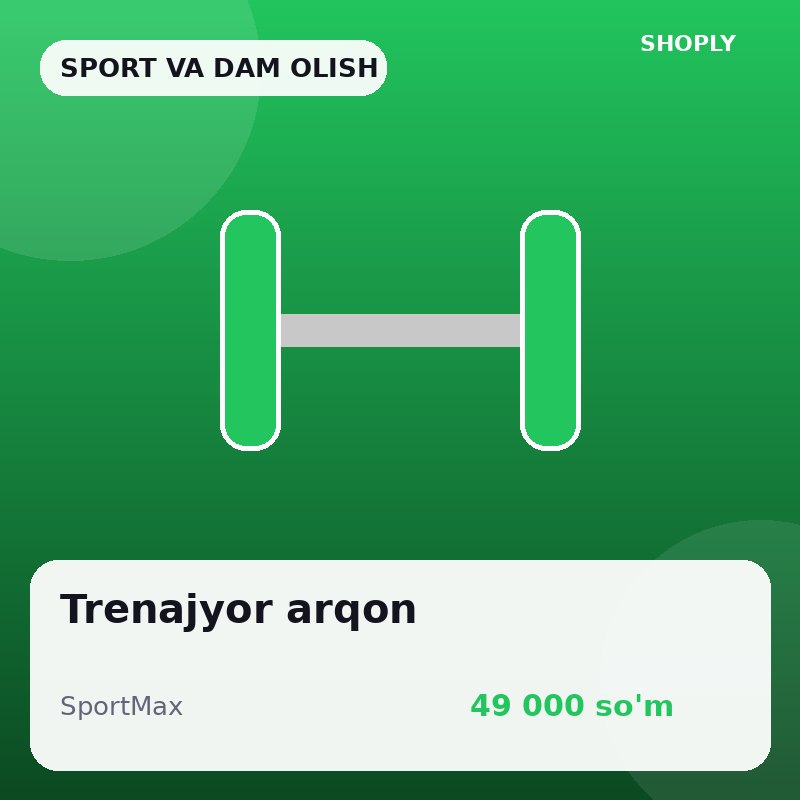 SPORT VA DAM OLISH
SHOPLY
Trenajyor arqon
SportMax
49 000 so'm